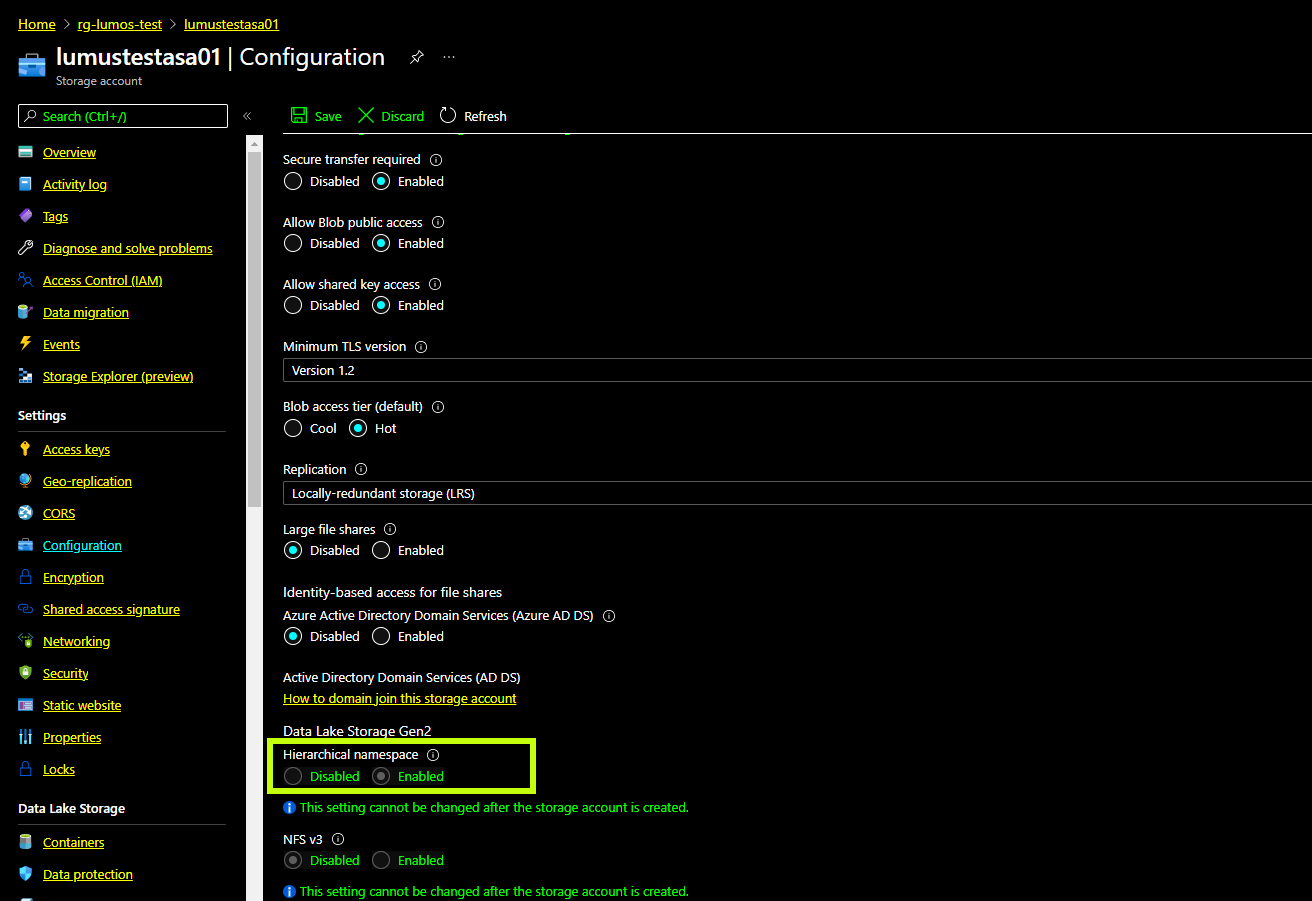 Home > rg-lumos-test > lumustestasa01
lumustestasa01 | Configuration
Storage account
Search (Ctrl+/)
«
Save Discard Refresh
Overview
Activity log
Tags
Diagnose and solve problems
Access Control (IAM)
Data migration
Events
Storage Explorer (preview)
Settings
Access keys
Geo-replication
CORS
Configuration
Encryption
Shared access signature
Networking
Security
Static website
Properties
Locks
Data Lake Storage
Containers
Data protection
Secure transfer required
Disabled Enabled
Allow Blob public access
Disabled Enabled
Allow shared key access
Disabled Enabled
Minimum TLS version
Version 1.2
Blob access tier (default)
Cool Hot
Replication
Locally-redundant storage (LRS)
Large file shares
Disabled Enabled
Identity-based access for file shares
Azure Active Directory Domain Services (Azure AD DS)
Disabled Enabled
Active Directory Domain Services (AD DS)
How to domain join this storage account
Data Lake Storage Gen2
Hierarchical namespace
Disabled Enabled
This setting cannot be changed after the storage account is created.
NFS v3
Disabled Enabled
This setting cannot be changed after the storage account is created.